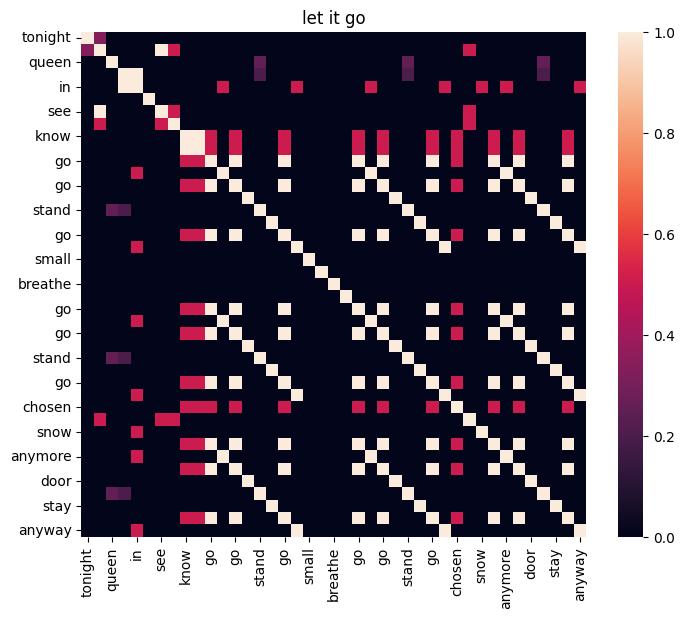 let it go
tonight
queen
in
see
know
go
go
stand
go
small
breathe
go
go
stand
go
chosen
snow
anymore
door
stay
anyway
tonight
queen
in
see
know
go
go
stand
go
small
breathe
go
go
stand
go
chosen
snow
anymore
door
stay
anyway
1.0
0.8
0.6
0.4
0.2
0.0